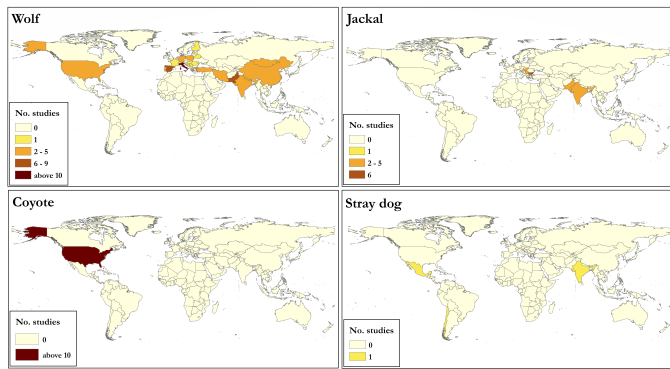 Wolf
No. studies
0
1
2 - 5
6 - 9
above 10
Jackal
No. studies
0
1
2 - 5
6
Coyote
No. studies
0
above 10
Stray dog
No. studies
0
1